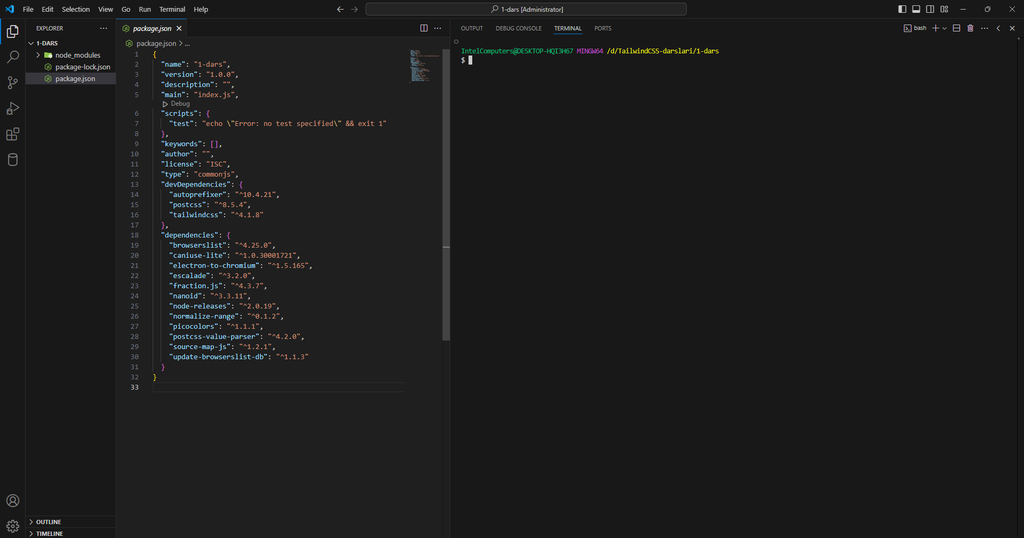 File Edit Selection View Go Run Terminal Help
1-dars [Administrator]
EXPLORER
1-DARS
node_modules
package-lock.json
package.json
OUTLINE
TIMELINE
package.json
package.json > ...
1 {
2 "name": "1-dars",
3 "version": "1.0.0",
4 "description": "",
5 "main": "index.js",
Debug
6 "scripts": {
7 "test": "echo \"Error: no test specified\" && exit 1"
8 },
9 "keywords": [],
10 "author": "",
11 "license": "ISC",
12 "type": "commonjs",
13 "devDependencies": {
14 "autoprefixer": "^10.4.21",
15 "postcss": "^8.5.4",
16 "tailwindcss": "^4.1.8"
17 },
18 "dependencies": {
19 "browserslist": "^4.25.0",
20 "caniuse-lite": "^1.0.30001721",
21 "electron-to-chromium": "^1.5.165",
22 "escalade": "^3.2.0",
23 "fraction.js": "^4.3.7",
24 "nanoid": "^3.3.11",
25 "node-releases": "^2.0.19",
26 "normalize-range": "^0.1.2",
27 "picocolors": "^1.1.1",
28 "postcss-value-parser": "^4.2.0",
29 "source-map-js": "^1.2.1",
30 "update-browserslist-db": "^1.1.3"
31 }
32 }
33
OUTPUT DEBUG CONSOLE TERMINAL PORTS
bash
IntelComputers@DESKTOP-HQI3H67 MINGW64 /d/TailwindCSS-darslari/1-dars
$